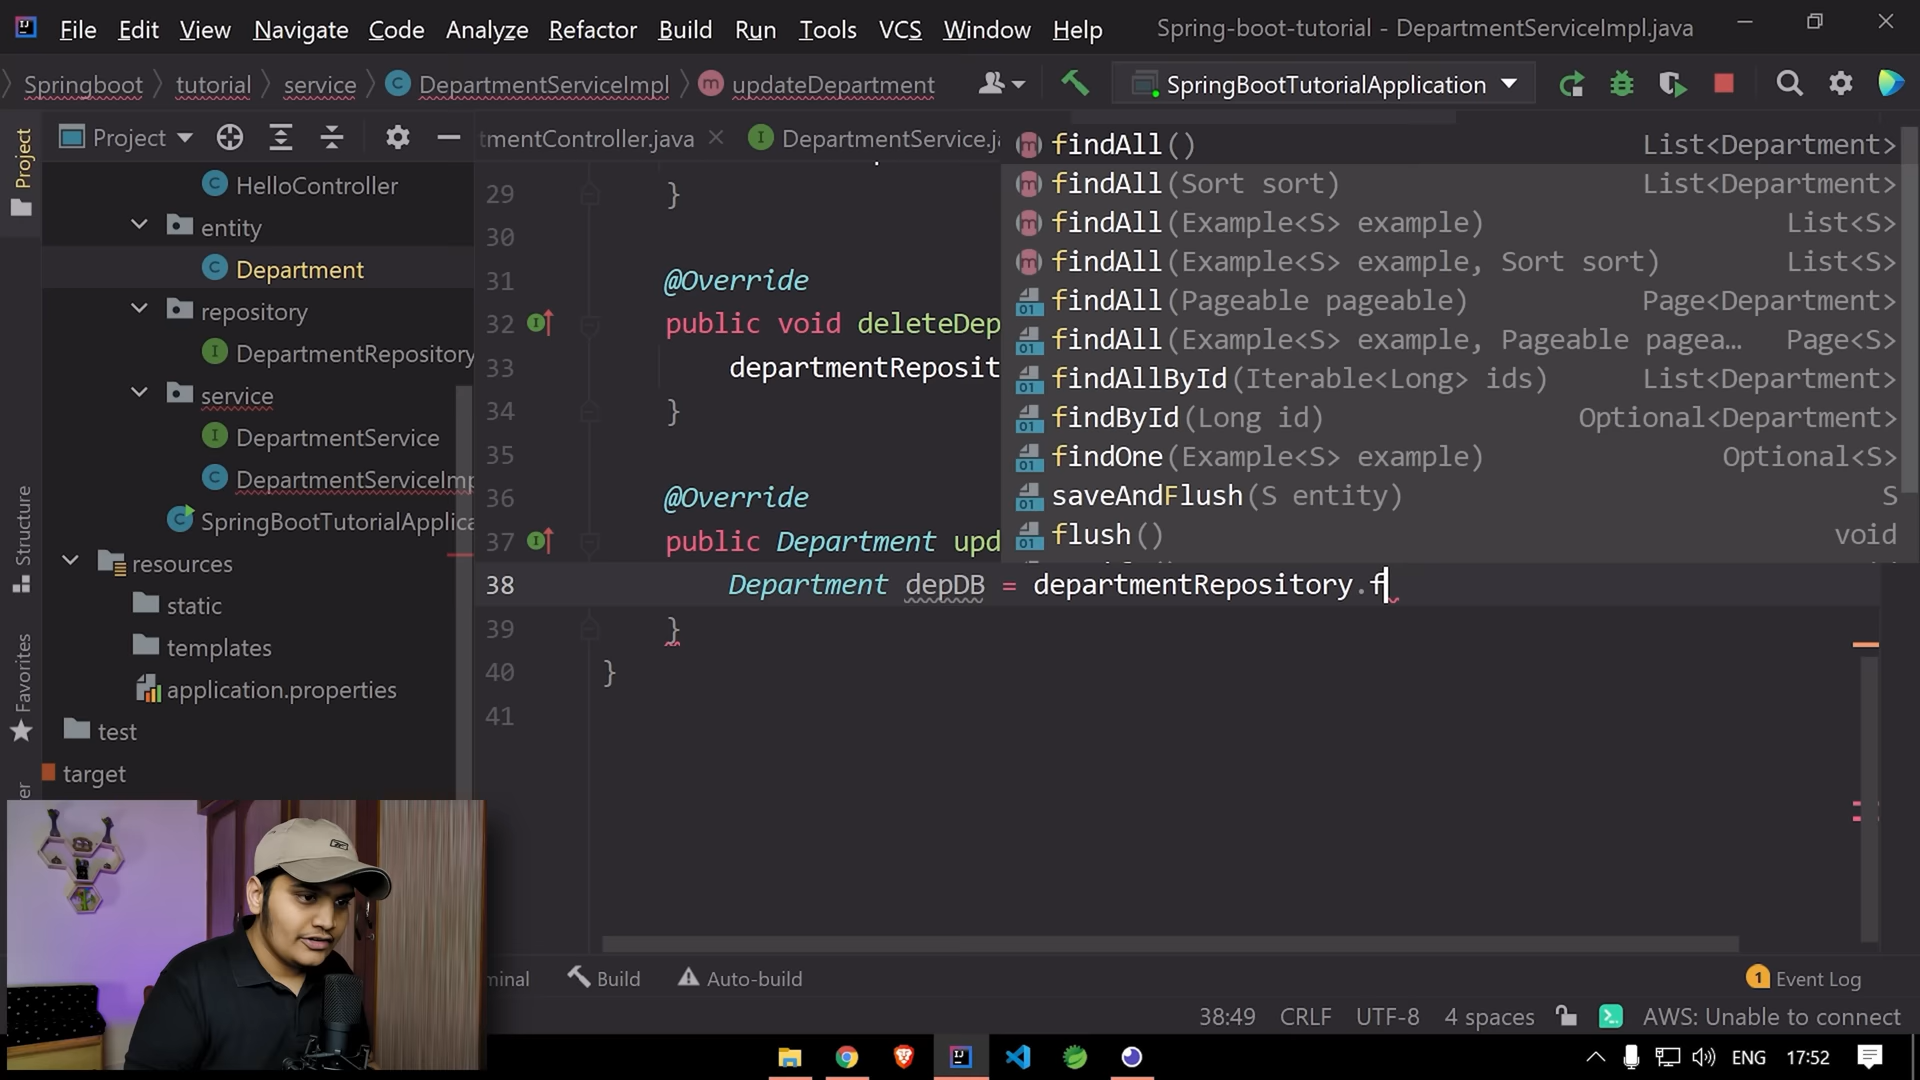 File Edit View Navigate Code Analyze Refactor Build Run Tools VCS Window Help Spring-boot-tutorial - DepartmentServiceImpl.java
Springboot tutorial service DepartmentServiceImpl updateDepartment SpringBootTutorialApplication
Project
Project
tmentController.java
DepartmentService.j
HelloController
entity
Department
repository
DepartmentRepository
service
DepartmentService
DepartmentServiceImp
SpringBootTutorialApplica
resources
static
templates
application.properties
test
target
Structure
Favorites
29 }
30
31 @Override
32 public void deleteDep
33 departmentReposit
34 }
35
36 @Override
37 public Department upd
38 Department depDB = departmentRepository.f
39 }
40 }
41
findAll() List<Department>
findAll(Sort sort) List<Department>
findAll(Example<S> example) List<S>
findAll(Example<S> example, Sort sort) List<S>
findAll(Pageable pageable) Page<Department>
findAll(Example<S> example, Pageable pagea... Page<S>
findAllById(Iterable<Long> ids) List<Department>
findById(Long id) Optional<Department>
findOne(Example<S> example) Optional<S>
saveAndFlush(S entity) S
flush() void
minal Build Auto-build
1 Event Log
38:49 CRLF UTF-8 4 spaces AWS: Unable to connect
ENG 17:52